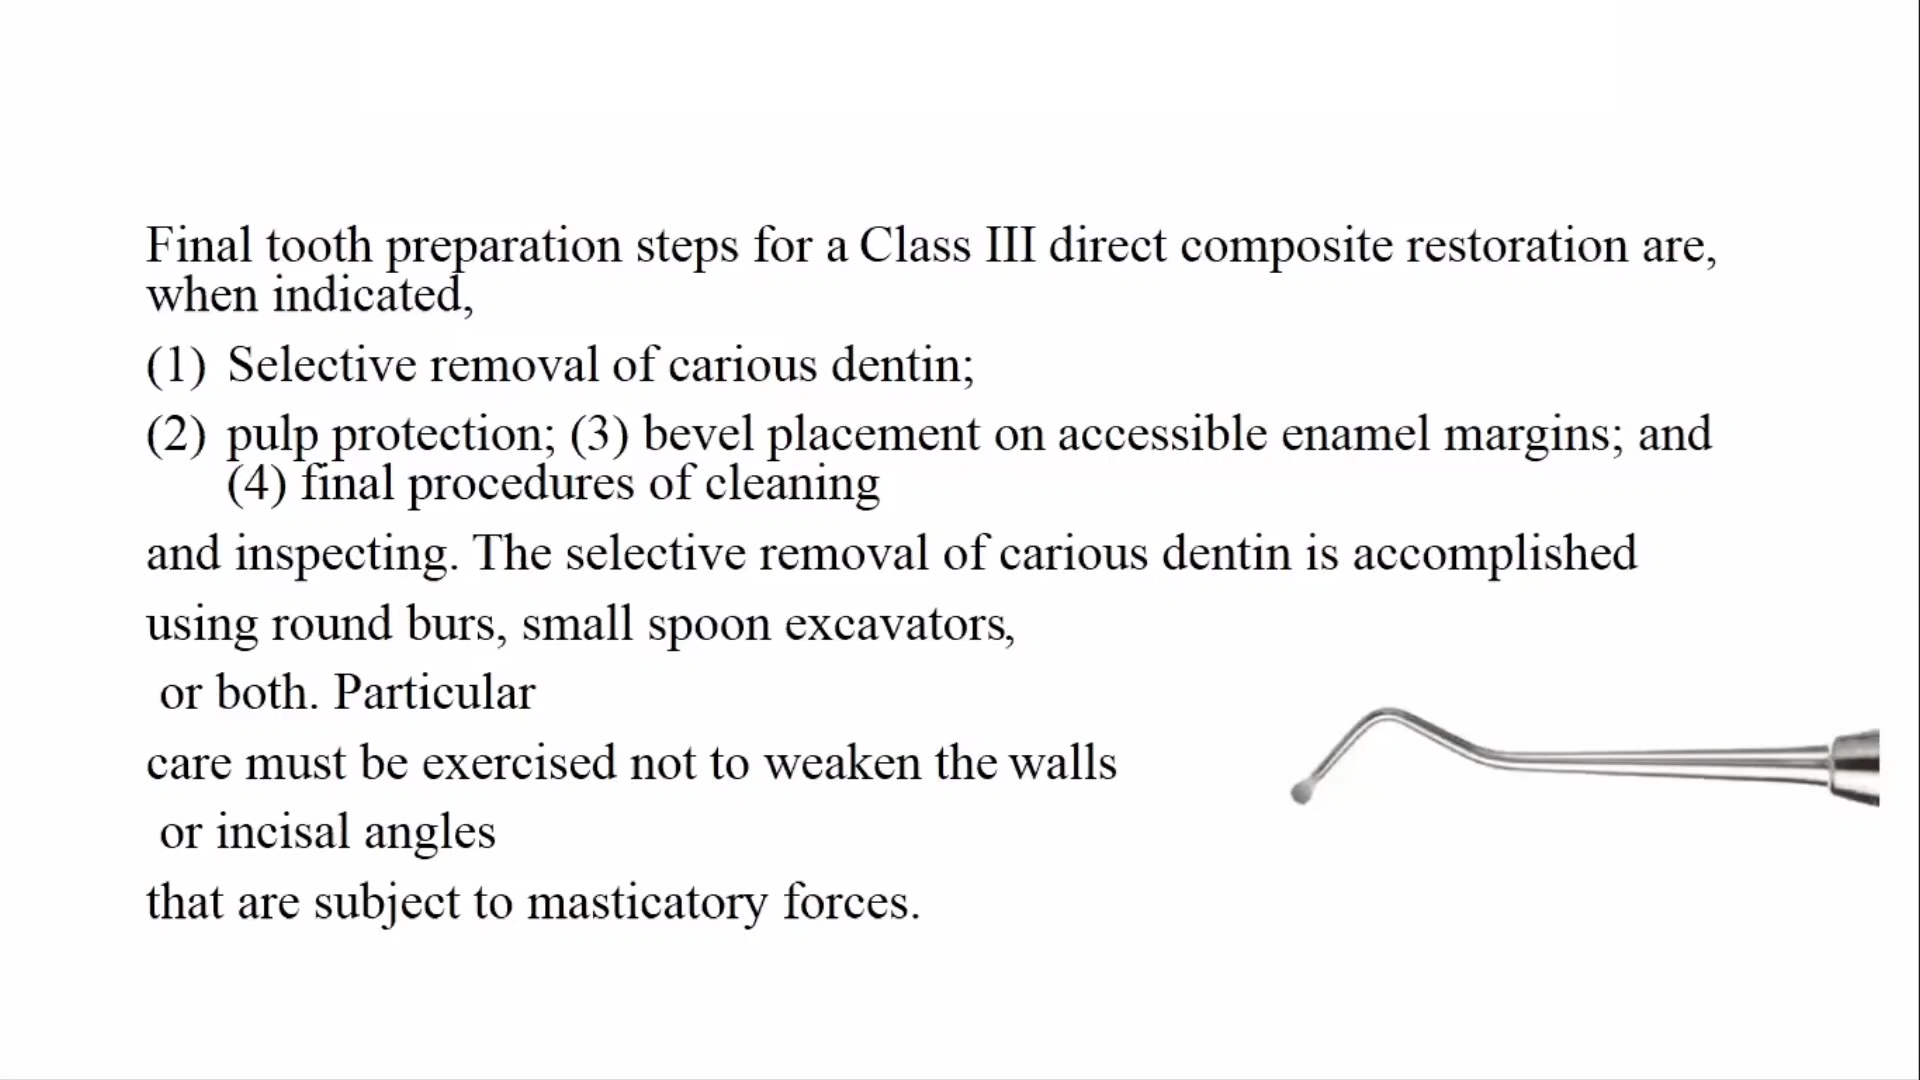 Final tooth preparation steps for a Class III direct composite restoration are,
when indicated,
(1) Selective removal of carious dentin;
(2) pulp protection; (3) bevel placement on accessible enamel margins; and
(4) final procedures of cleaning
and inspecting. The selective removal of carious dentin is accomplished
using round burs, small spoon excavators,
or both. Particular
care must be exercised not to weaken the walls
or incisal angles
that are subject to masticatory forces.